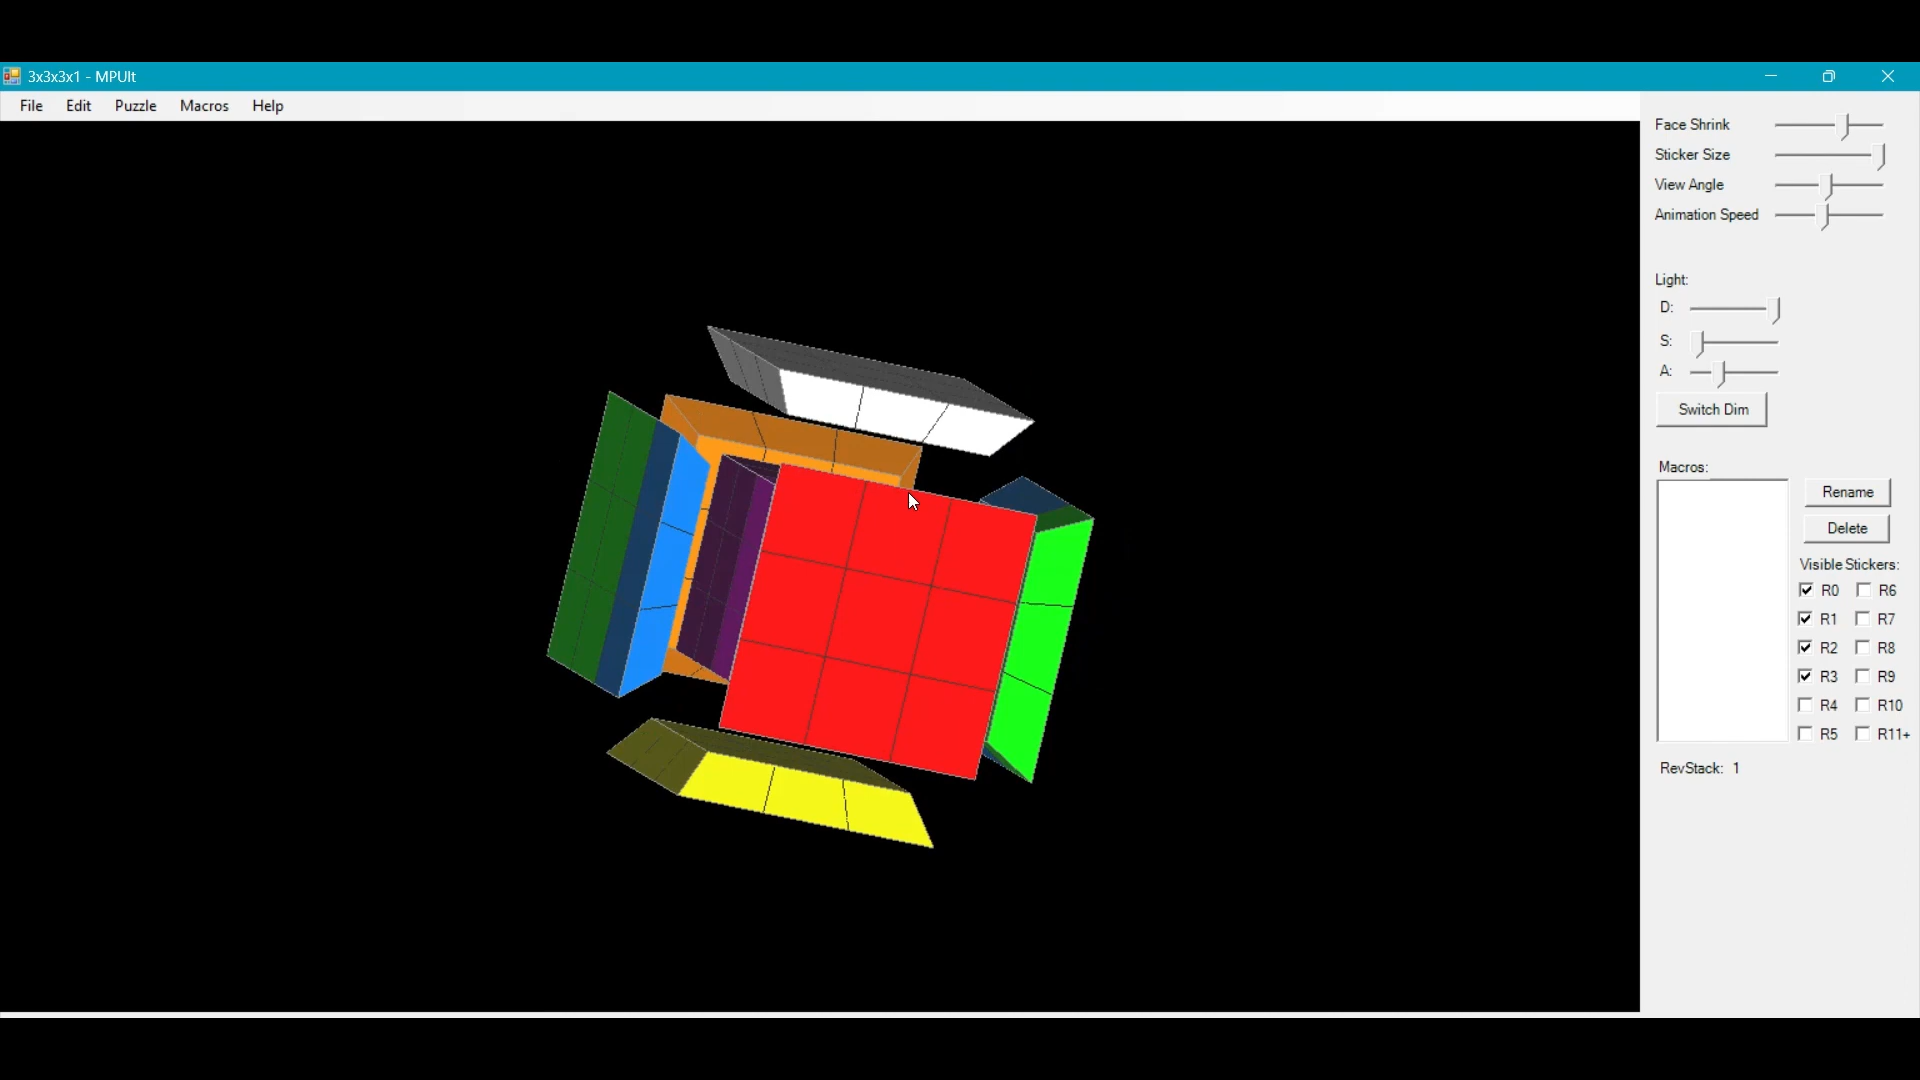 3x3x3x1 - MPUlt
File Edit Puzzle Macros Help
Face Shrink
Sticker Size
View Angle
Animation Speed
Light:
D:
S:
A:
Switch Dim
Macros:
Rename
Delete
Visible Stickers:
R0 R6
R1 R7
R2 R8
R3 R9
R4 R10
R5 R11+
RevStack: 1